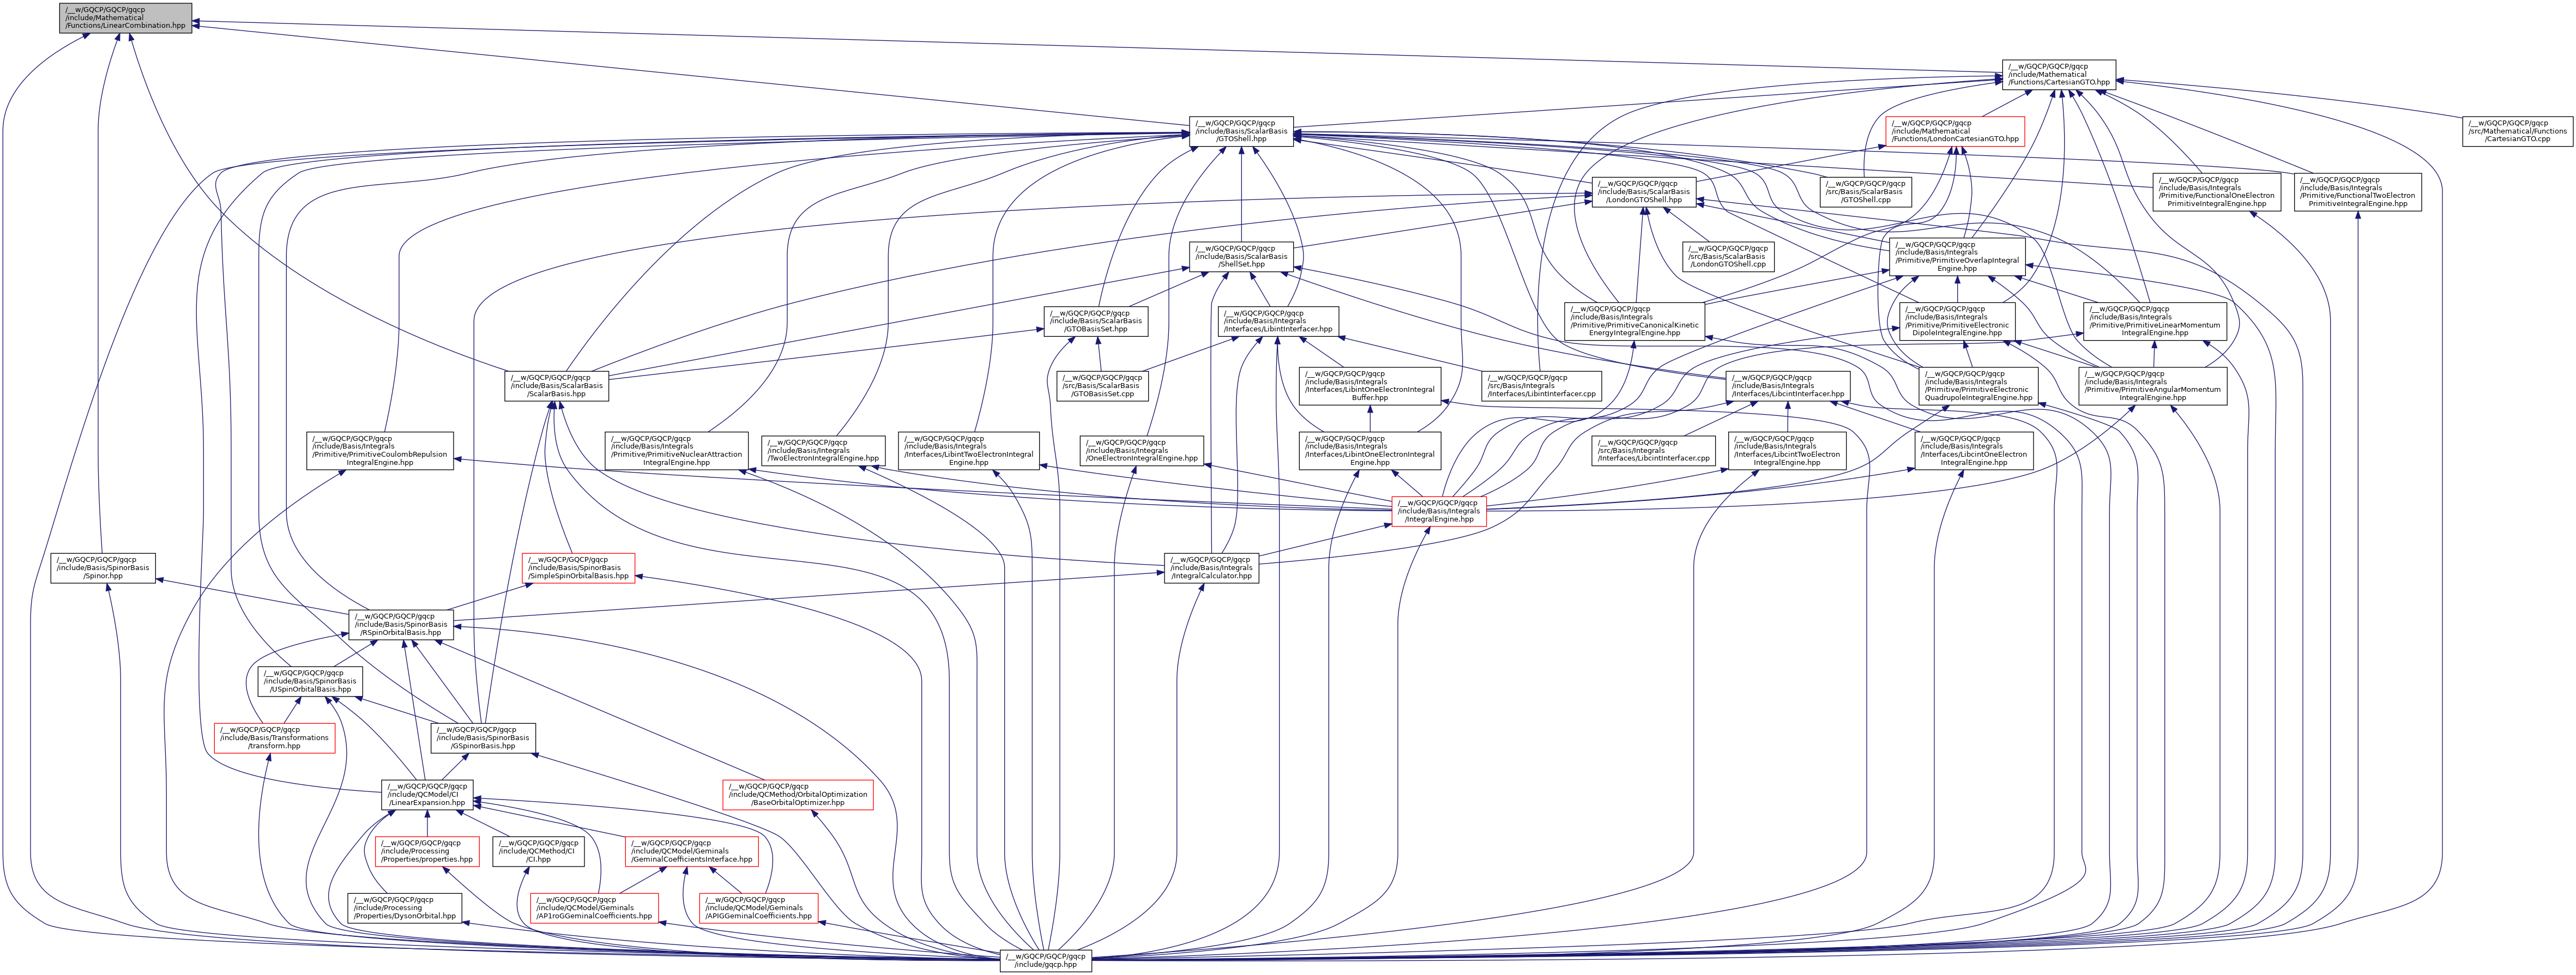 /__w/GQCP/GQCP/gqcp
/include/Mathematical
/Functions/LinearCombination.hpp
/__w/GQCP/GQCP/gqcp
/include/Mathematical
/Functions/CartesianGTO.hpp
/__w/GQCP/GQCP/gqcp
/include/Basis/ScalarBasis
/GTOShell.hpp
/__w/GQCP/GQCP/gqcp
/include/Mathematical
/Functions/LondonCartesianGTO.hpp
/__w/GQCP/GQCP/gqcp
/src/Mathematical/Functions
/CartesianGTO.cpp
/__w/GQCP/GQCP/gqcp
/include/Basis/ScalarBasis
/LondonGTOShell.hpp
/__w/GQCP/GQCP/gqcp
/src/Basis/ScalarBasis
/GTOShell.cpp
/__w/GQCP/GQCP/gqcp
/include/Basis/Integrals
/Primitive/FunctionalOneElectron
PrimitiveIntegralEngine.hpp
/__w/GQCP/GQCP/gqcp
/include/Basis/Integrals
/Primitive/FunctionalTwoElectron
PrimitiveIntegralEngine.hpp
/__w/GQCP/GQCP/gqcp
/include/Basis/ScalarBasis
/ShellSet.hpp
/__w/GQCP/GQCP/gqcp
/src/Basis/ScalarBasis
/LondonGTOShell.cpp
/__w/GQCP/GQCP/gqcp
/include/Basis/Integrals
/Primitive/PrimitiveOverlapIntegral
Engine.hpp
/__w/GQCP/GQCP/gqcp
/include/Basis/ScalarBasis
/GTOBasisSet.hpp
/__w/GQCP/GQCP/gqcp
/include/Basis/Integrals
/Interfaces/LibintInterfacer.hpp
/__w/GQCP/GQCP/gqcp
/include/Basis/Integrals
/Primitive/PrimitiveCanonicalKinetic
EnergyIntegralEngine.hpp
/__w/GQCP/GQCP/gqcp
/include/Basis/Integrals
/Primitive/PrimitiveElectronic
DipoleIntegralEngine.hpp
/__w/GQCP/GQCP/gqcp
/include/Basis/Integrals
/Primitive/PrimitiveLinearMomentum
IntegralEngine.hpp
/__w/GQCP/GQCP/gqcp
/include/Basis/ScalarBasis
/ScalarBasis.hpp
/__w/GQCP/GQCP/gqcp
/src/Basis/ScalarBasis
/GTOBasisSet.cpp
/__w/GQCP/GQCP/gqcp
/include/Basis/Integrals
/Interfaces/LibintOneElectronIntegral
Buffer.hpp
/__w/GQCP/GQCP/gqcp
/src/Basis/Integrals
/Interfaces/LibintInterfacer.cpp
/__w/GQCP/GQCP/gqcp
/include/Basis/Integrals
/Interfaces/LibcintInterfacer.hpp
/__w/GQCP/GQCP/gqcp
/include/Basis/Integrals
/Primitive/PrimitiveElectronic
QuadrupoleIntegralEngine.hpp
/__w/GQCP/GQCP/gqcp
/include/Basis/Integrals
/Primitive/PrimitiveAngularMomentum
IntegralEngine.hpp
/__w/GQCP/GQCP/gqcp
/include/Basis/Integrals
/Primitive/PrimitiveCoulombRepulsion
IntegralEngine.hpp
/__w/GQCP/GQCP/gqcp
/include/Basis/Integrals
/Primitive/PrimitiveNuclearAttraction
IntegralEngine.hpp
/__w/GQCP/GQCP/gqcp
/include/Basis/Integrals
/TwoElectronIntegralEngine.hpp
/__w/GQCP/GQCP/gqcp
/include/Basis/Integrals
/Interfaces/LibintTwoElectronIntegral
Engine.hpp
/__w/GQCP/GQCP/gqcp
/include/Basis/Integrals
/OneElectronIntegralEngine.hpp
/__w/GQCP/GQCP/gqcp
/include/Basis/Integrals
/Interfaces/LibintOneElectronIntegral
Engine.hpp
/__w/GQCP/GQCP/gqcp
/src/Basis/Integrals
/Interfaces/LibcintInterfacer.cpp
/__w/GQCP/GQCP/gqcp
/include/Basis/Integrals
/Interfaces/LibcintTwoElectron
IntegralEngine.hpp
/__w/GQCP/GQCP/gqcp
/include/Basis/Integrals
/Interfaces/LibcintOneElectron
IntegralEngine.hpp
/__w/GQCP/GQCP/gqcp
/include/Basis/Integrals
/IntegralEngine.hpp
/__w/GQCP/GQCP/gqcp
/include/Basis/SpinorBasis
/Spinor.hpp
/__w/GQCP/GQCP/gqcp
/include/Basis/SpinorBasis
/SimpleSpinOrbitalBasis.hpp
/__w/GQCP/GQCP/gqcp
/include/Basis/Integrals
/IntegralCalculator.hpp
/__w/GQCP/GQCP/gqcp
/include/Basis/SpinorBasis
/RSpinOrbitalBasis.hpp
/__w/GQCP/GQCP/gqcp
/include/Basis/SpinorBasis
/USpinOrbitalBasis.hpp
/__w/GQCP/GQCP/gqcp
/include/Basis/Transformations
/transform.hpp
/__w/GQCP/GQCP/gqcp
/include/Basis/SpinorBasis
/GSpinorBasis.hpp
/__w/GQCP/GQCP/gqcp
/include/QCModel/CI
/LinearExpansion.hpp
/__w/GQCP/GQCP/gqcp
/include/QCMethod/OrbitalOptimization
/BaseOrbitalOptimizer.hpp
/__w/GQCP/GQCP/gqcp
/include/Processing
/Properties/properties.hpp
/__w/GQCP/GQCP/gqcp
/include/QCMethod/CI
/CI.hpp
/__w/GQCP/GQCP/gqcp
/include/QCModel/Geminals
/GeminalCoefficientsInterface.hpp
/__w/GQCP/GQCP/gqcp
/include/Processing
/Properties/DysonOrbital.hpp
/__w/GQCP/GQCP/gqcp
/include/QCModel/Geminals
/AP1roGGeminalCoefficients.hpp
/__w/GQCP/GQCP/gqcp
/include/QCModel/Geminals
/APIGGeminalCoefficients.hpp
/__w/GQCP/GQCP/gqcp
/include/gqcp.hpp